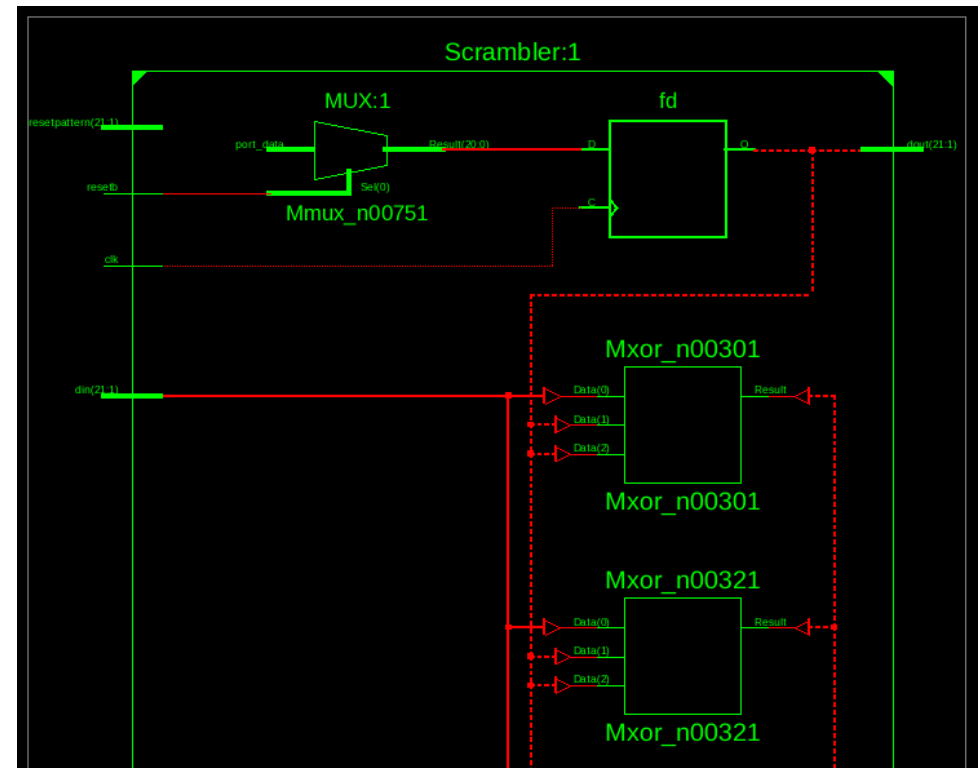 Scrambler:1
MUX:1
fd
resetpattern(21:1)
port_data
Result(20:0)
D
Q
dout(21:1)
resetb
Sel(0)
C
Mmux_n00751
clk
Mxor_n00301
din(21:1)
Data(0)
Result
Data(1)
Data(2)
Mxor_n00301
Mxor_n00321
Data(0)
Result
Data(1)
Data(2)
Mxor_n00321